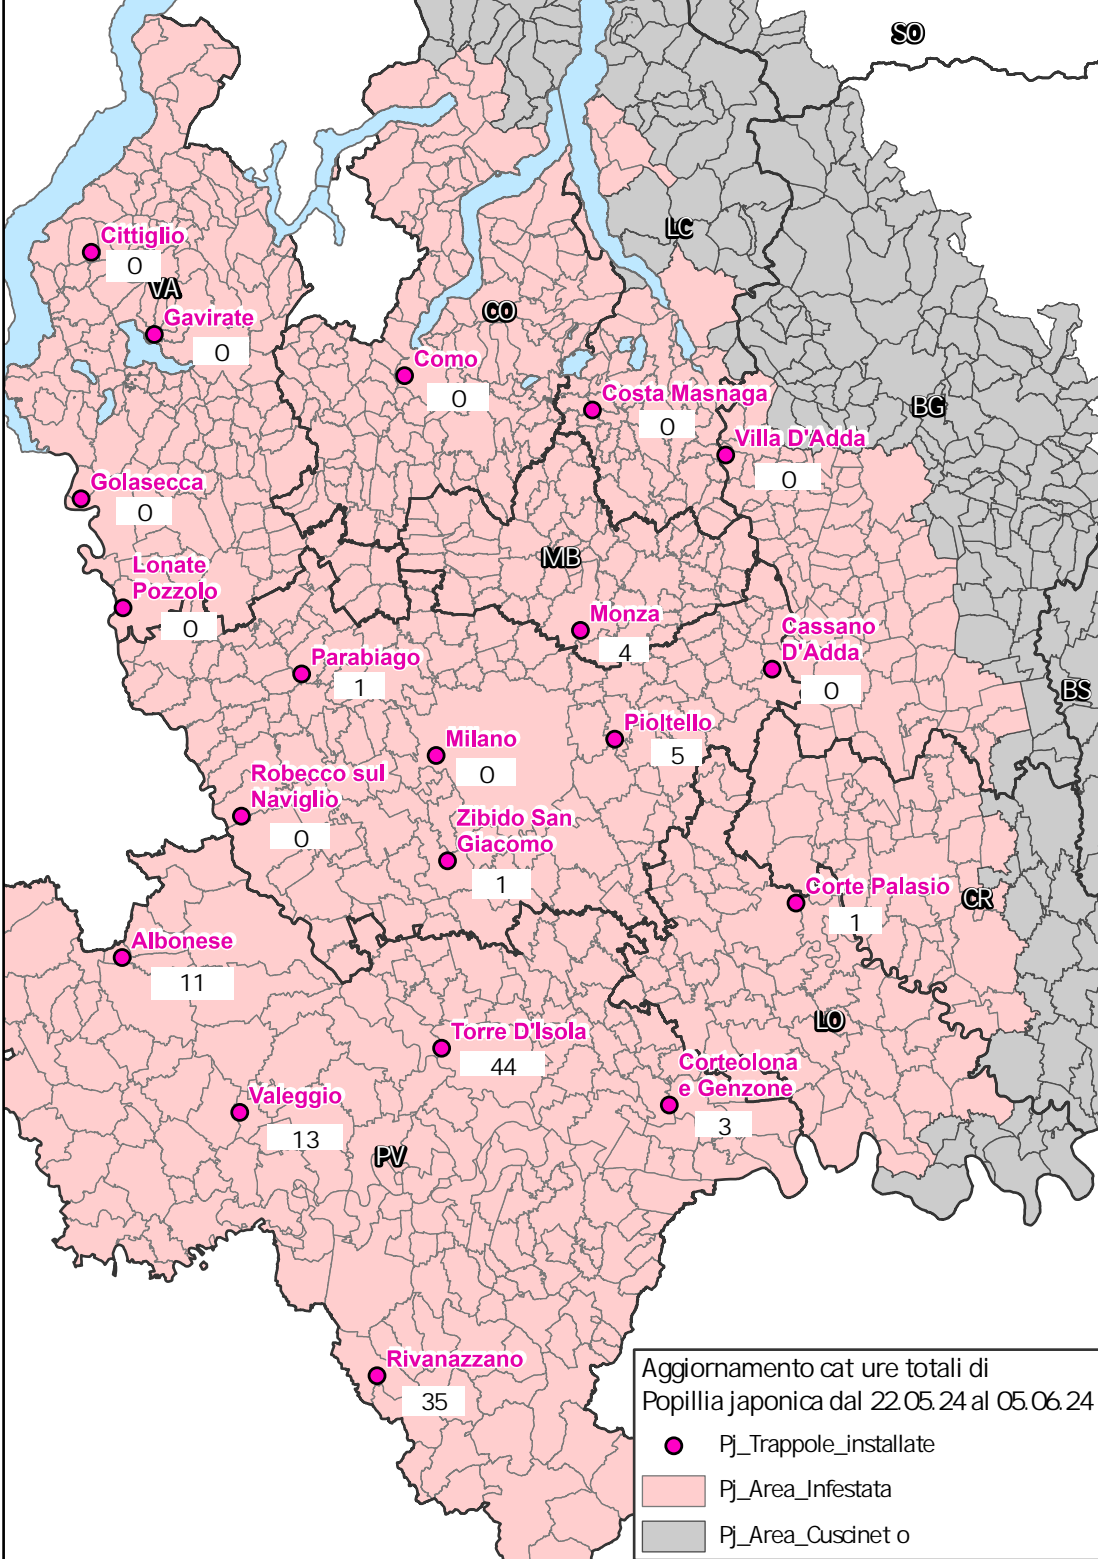 SO
LC
Cittiglio
0
VA
CO
Gavirate
0
Como
0
Costa Masnaga
0
BG
Villa D'Adda
0
Golasecca
0
MB
Lonate
Pozzolo
0
Monza
4
Cassano
D'Adda
0
Parabiago
1
BS
Pioltello
5
Milano
0
Robecco sul
Naviglio
0
Zibido San
Giacomo
1
Corte Palasio
1
CR
Albonese
11
LO
Torre D'Isola
44
Corteolona
e Genzone
3
Valeggio
13
PV
Rivanazzano
35
Aggiornamento cat ure totali di
Popillia japonica dal 22.05.24 al 05.06.24
Pj_Trappole_installate
Pj_Area_Infestata
Pj_Area_Cuscinet o